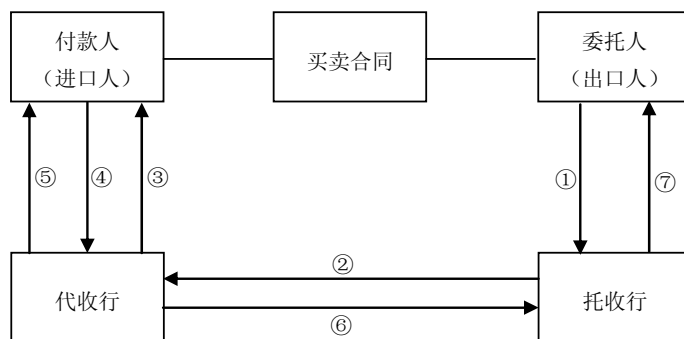 付款人
（进口人）
买卖合同
委托人
（出口人）
⑤
④
③
①
⑦
②
代收行
托收行
⑥